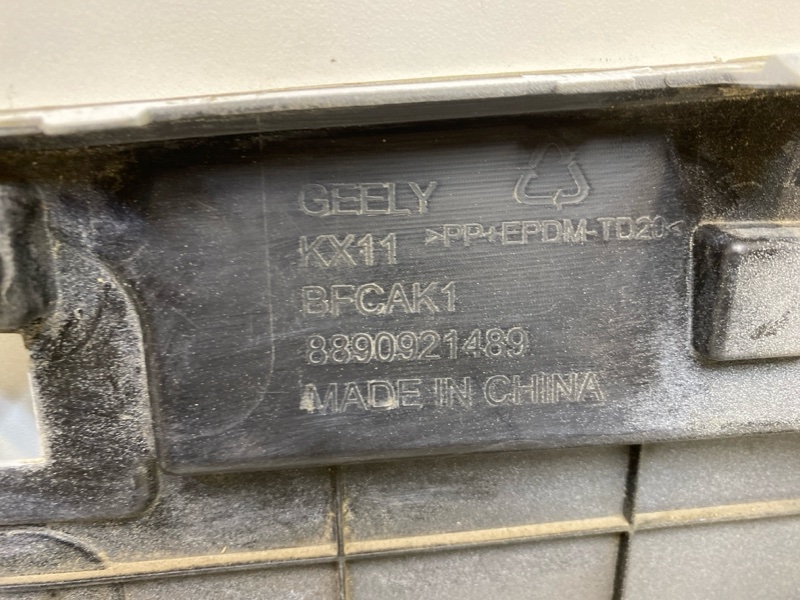 GEELY
KX11 >PP+EPDM-TD20<
BFCAK1
8890921489
MADE IN CHINA